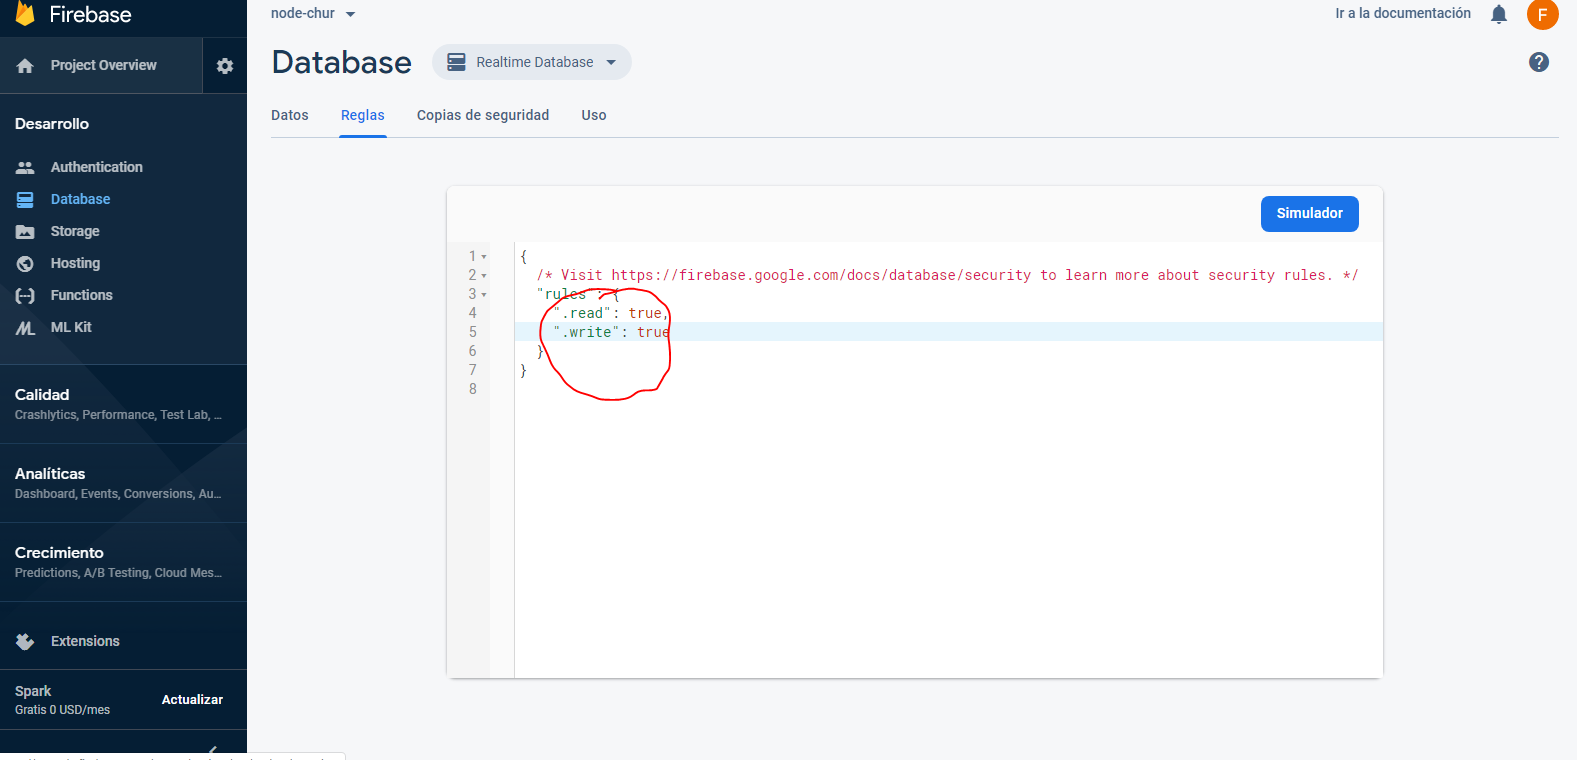 Firebase
node-chur
Ir a la documentación
F
Project Overview
Database
Realtime Database
?
Datos
Reglas
Copias de seguridad
Uso
Desarrollo
Authentication
Database
Storage
Hosting
Functions
ML Kit
Calidad
Crashlytics, Performance, Test Lab, ...
Analíticas
Dashboard, Events, Conversions, Au...
Crecimiento
Predictions, A/B Testing, Cloud Mes...
Extensions
Spark
Gratis 0 USD/mes
Actualizar
Simulador
1 {
2 /* Visit https://firebase.google.com/docs/database/security to learn more about security rules. */
3 "rules": {
4 ".read": true,
5 ".write": true
6 }
7 }
8